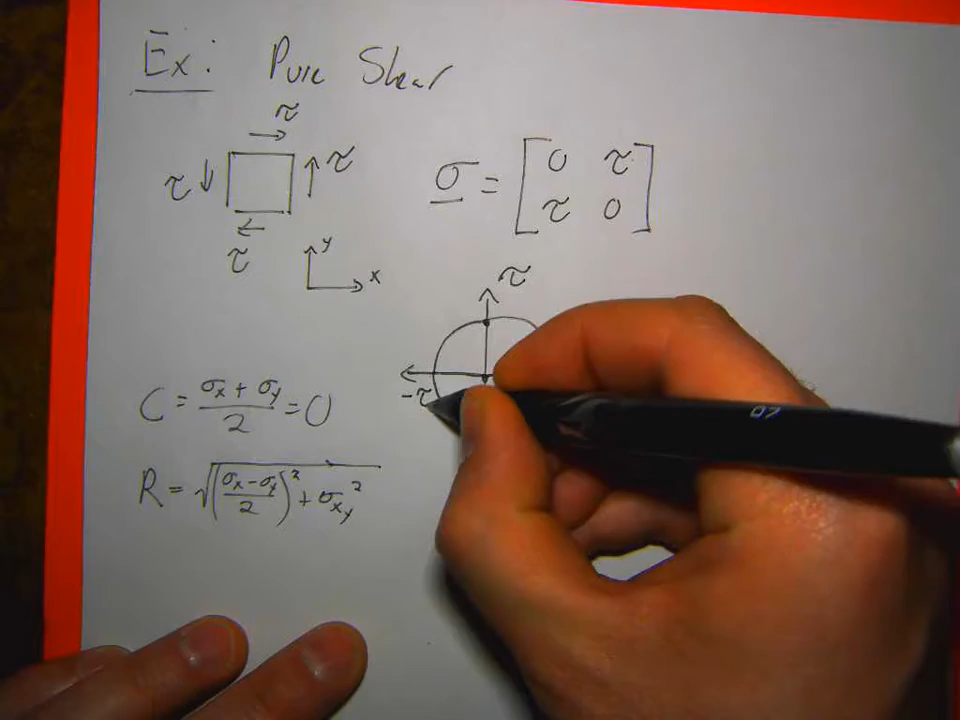 Ex: Pure Shear
τ
τ ↓ ↑ τ
σ = [0 τ
τ 0]
τ
y
x
τ
-τ
C = (σx + σy)/2 = 0
R = √(((σx - σy)/2)² + σxy²)